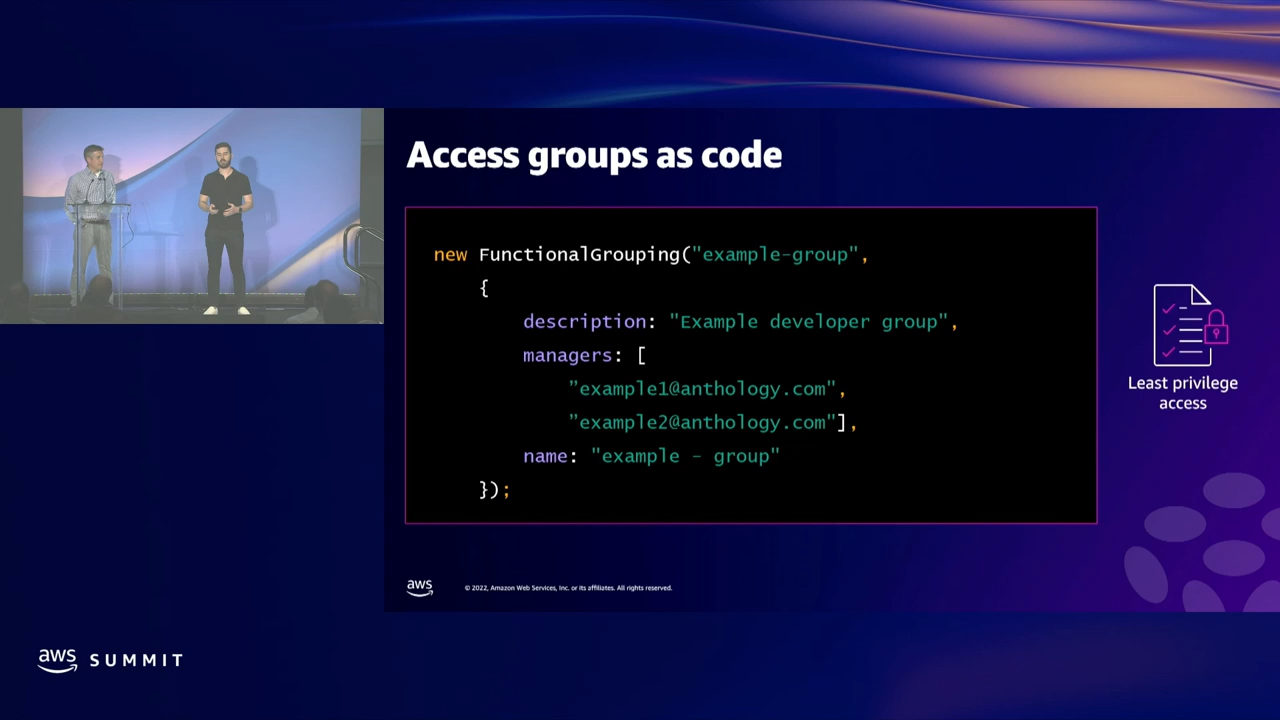 Access groups as code
new FunctionalGrouping("example-group",
{
description: "Example developer group",
managers: [
"example1@anthology.com",
"example2@anthology.com"],
name: "example – group"
});
Least privilege
access
aws
© 2022, Amazon Web Services, Inc. or its affiliates. All rights reserved.
aws SUMMIT